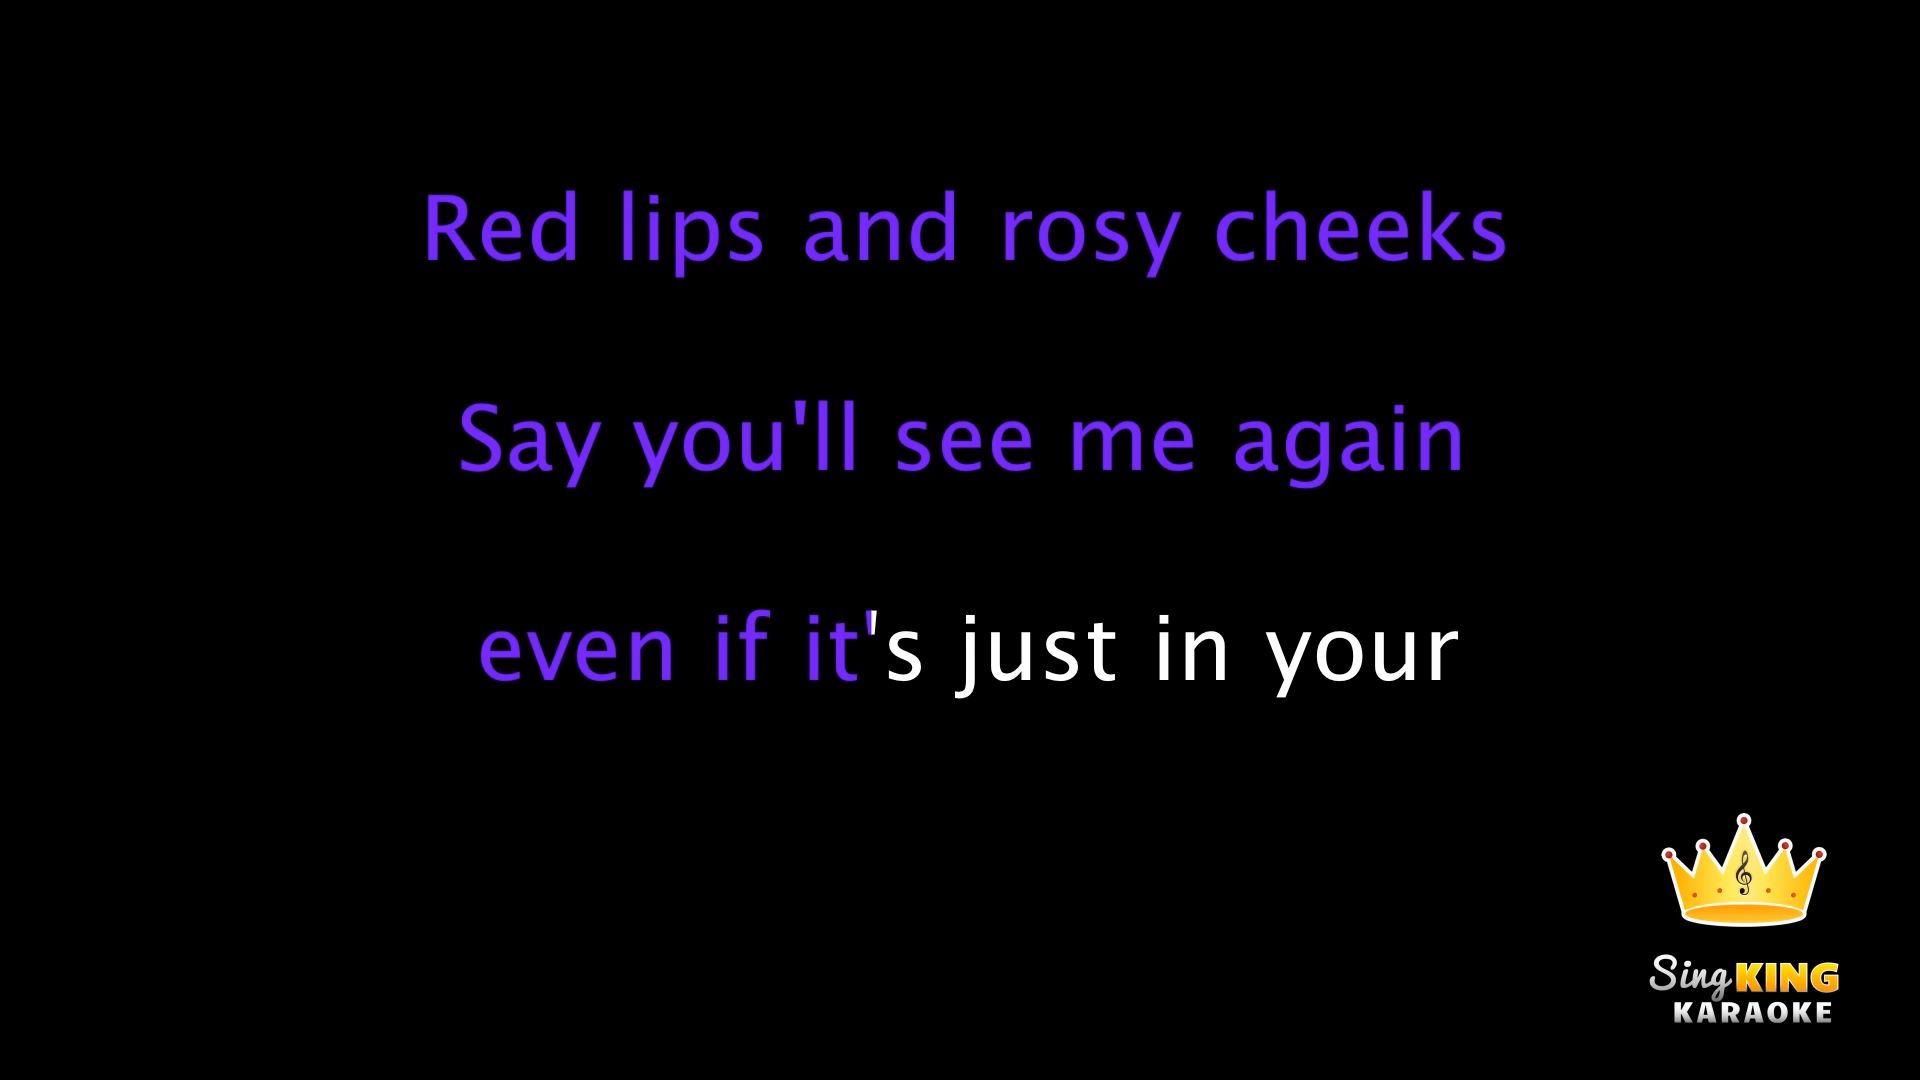 Red lips and rosy cheeks
Say you'll see me again
even if it's just in your
Sing KING
KARAOKE